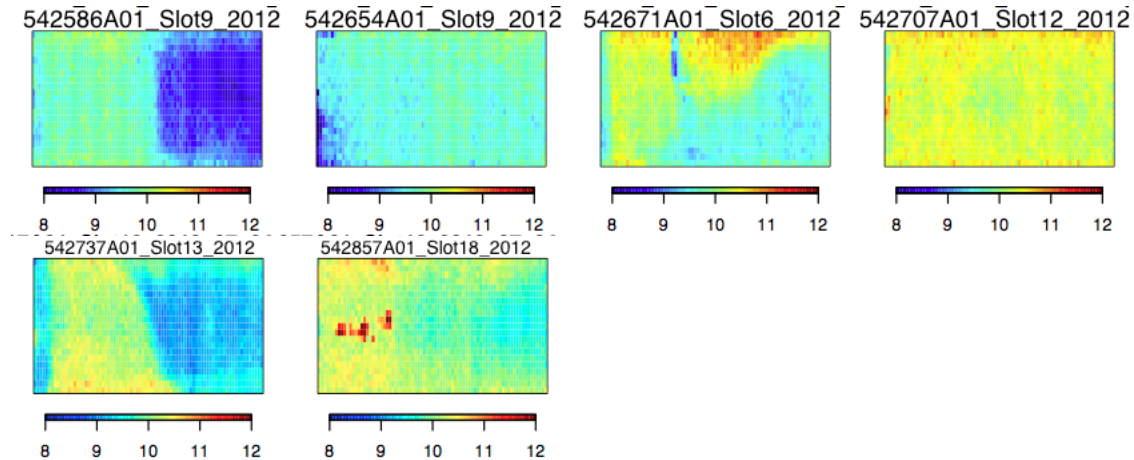 542586A01_Slot9_2012
542654A01_Slot9_2012
542671A01_Slot6_2012
542707A01_Slot12_2012
8 9 10 11 12
8 9 10 11 12
8 9 10 11 12
8 9 10 11 12
542737A01_Slot13_2012
542857A01_Slot18_2012
8 9 10 11 12
8 9 10 11 12